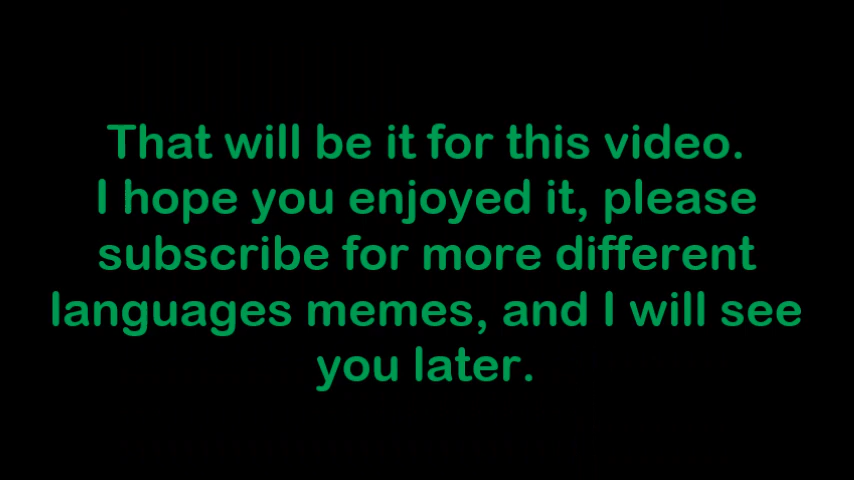 That will be it for this video.
I hope you enjoyed it, please
subscribe for more different
languages memes, and I will see
you later.